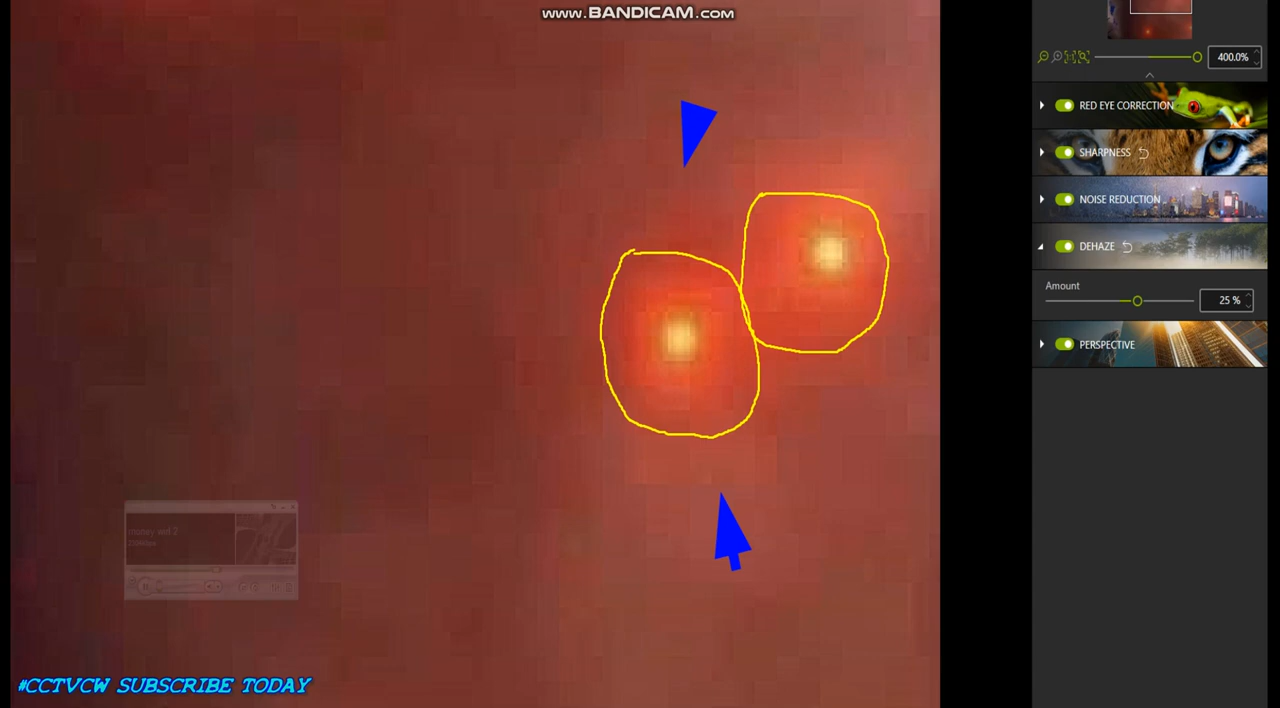 www.BANDICAM.com
400.0%
RED EYE CORRECTION
SHARPNESS
NOISE REDUCTION
DEHAZE
Amount
25 %
PERSPECTIVE
#CCTVCW SUBSCRIBE TODAY